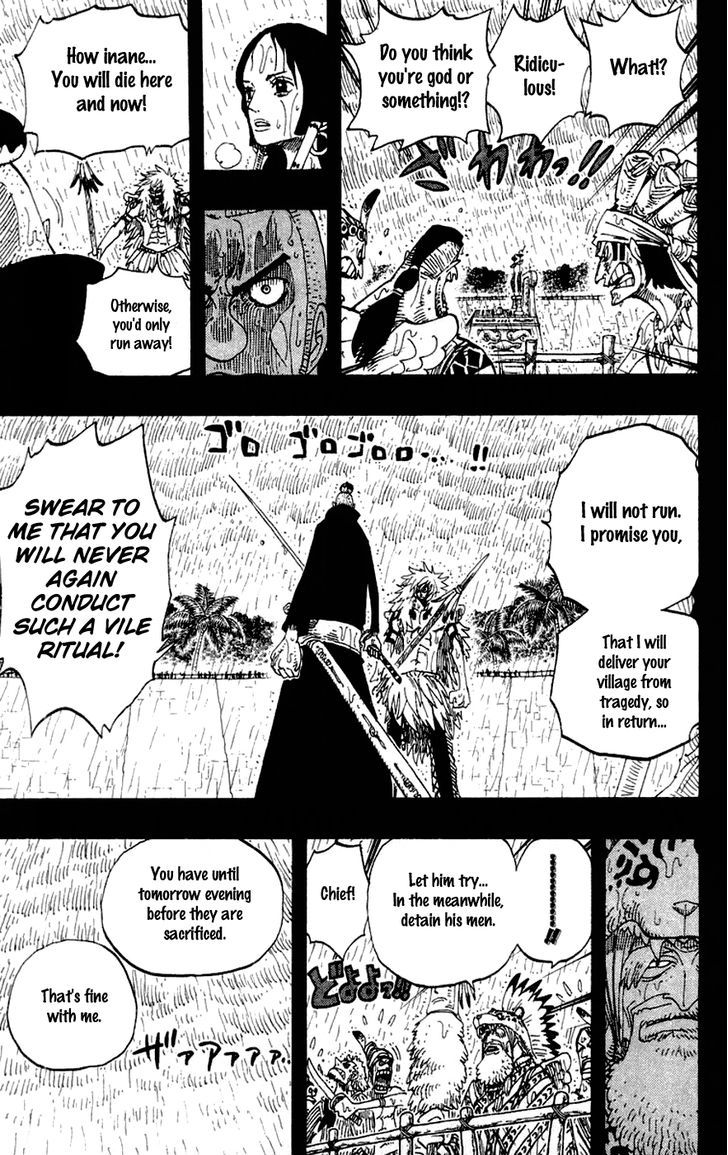 What!?
Ridicu-
lous!
Do you think
you're god or
something!?
ざわわっ!!
How inane...
You will die here
and now!
Otherwise,
you'd only
run away!
ゴロ ゴロゴロロ...!!
I will not run.
I promise you,
That I will
deliver your
village from
tragedy, so
in return...
SWEAR TO
ME THAT YOU
WILL NEVER
AGAIN
CONDUCT
SUCH A VILE
RITUAL!
..........!!
Let him try...
In the meanwhile,
detain his men.
Chief!
どよよっ!!
You have until
tomorrow evening
before they are
sacrificed.
That's fine
with me.
ザァアァァァ...